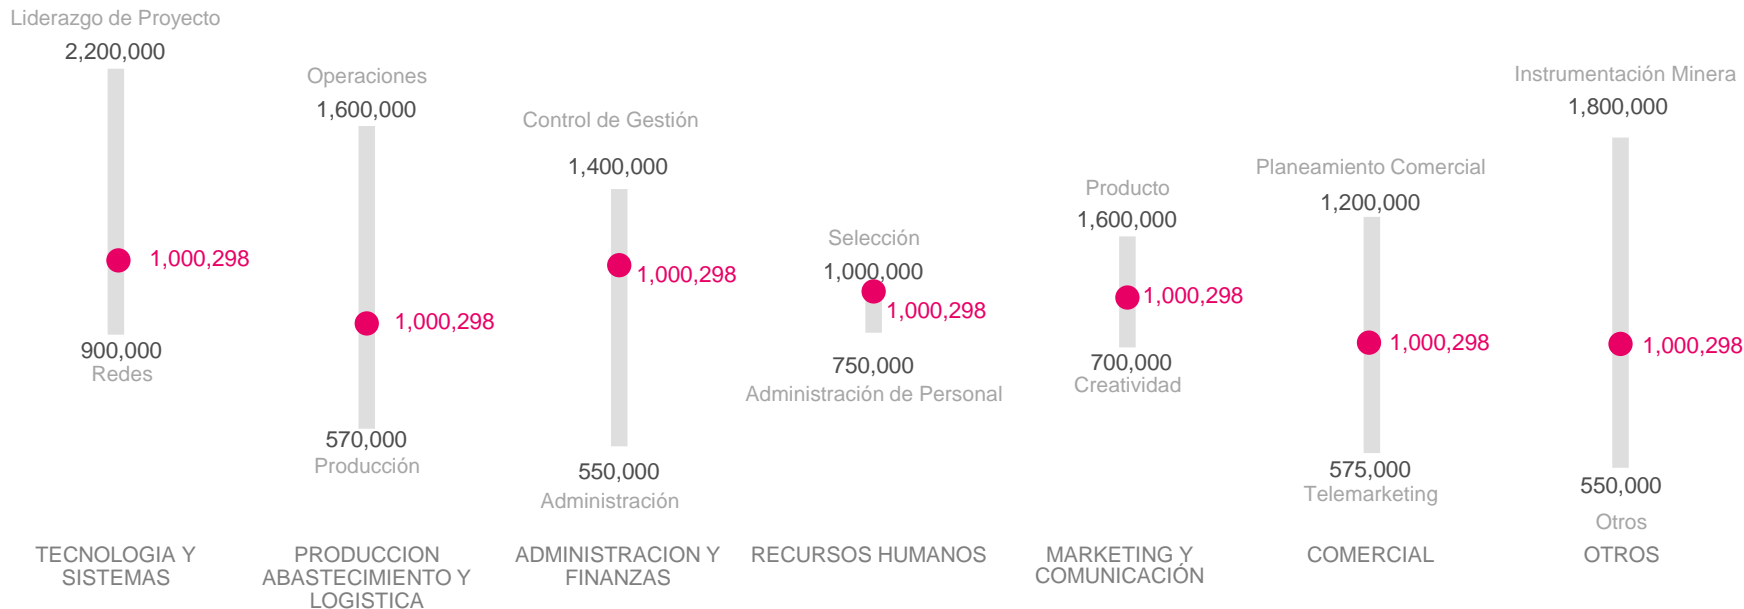 Liderazgo de Proyecto
2,200,000
1,000,298
900,000
Redes
TECNOLOGIA Y
SISTEMAS
Operaciones
1,600,000
1,000,298
570,000
Producción
PRODUCCION
ABASTECIMIENTO Y
LOGISTICA
Control de Gestión
1,400,000
1,000,298
550,000
Administración
ADMINISTRACION Y
FINANZAS
Selección
1,000,000
1,000,298
750,000
Administración de Personal
RECURSOS HUMANOS
Producto
1,600,000
1,000,298
700,000
Creatividad
MARKETING Y
COMUNICACIÓN
Planeamiento Comercial
1,200,000
1,000,298
575,000
Telemarketing
COMERCIAL
Instrumentación Minera
1,800,000
1,000,298
550,000
Otros
OTROS